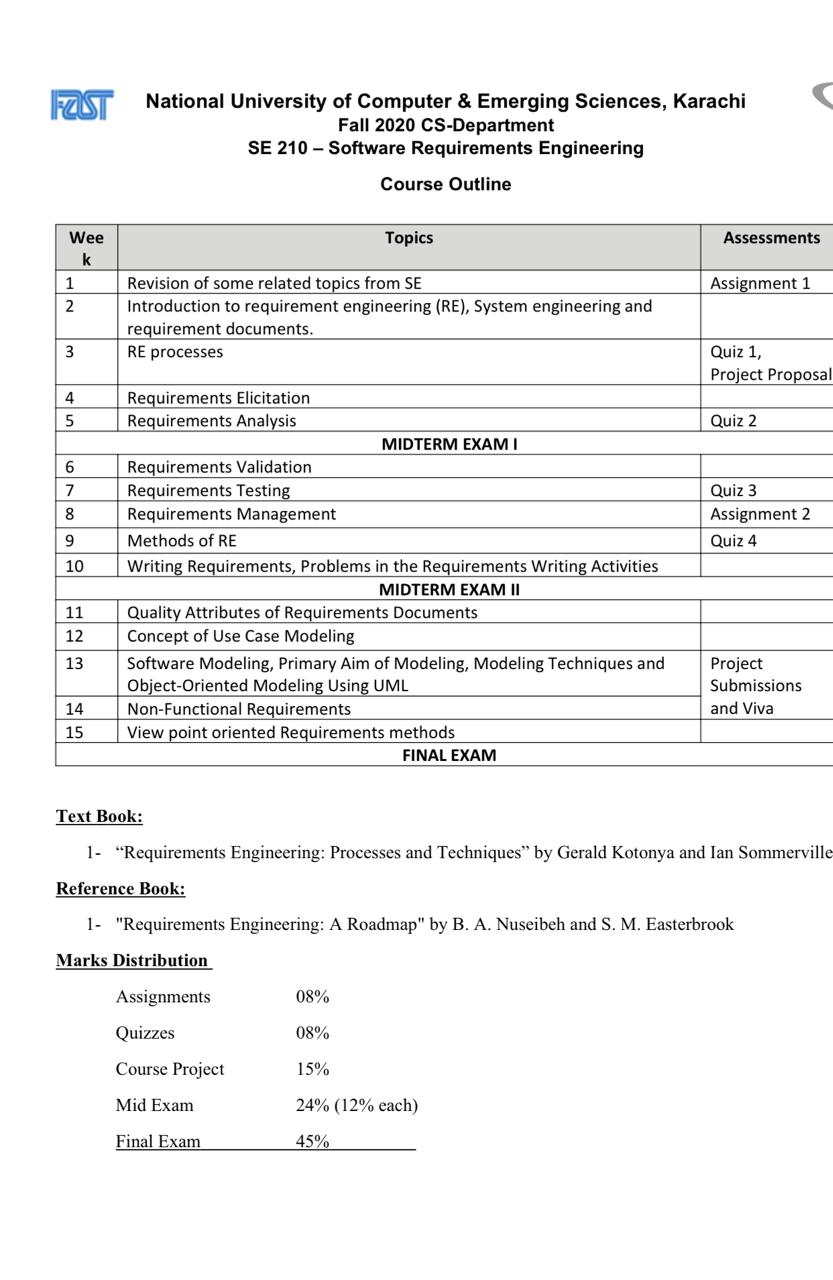 FAST
National University of Computer & Emerging Sciences, Karachi
Fall 2020 CS-Department
SE 210 – Software Requirements Engineering
Course Outline
Wee
k
Topics
Assessments
1 Revision of some related topics from SE Assignment 1
2 Introduction to requirement engineering (RE), System engineering and
requirement documents.
3 RE processes Quiz 1,
Project Proposal
4 Requirements Elicitation
5 Requirements Analysis Quiz 2
MIDTERM EXAM I
6 Requirements Validation
7 Requirements Testing Quiz 3
8 Requirements Management Assignment 2
9 Methods of RE Quiz 4
10 Writing Requirements, Problems in the Requirements Writing Activities
MIDTERM EXAM II
11 Quality Attributes of Requirements Documents
12 Concept of Use Case Modeling
13 Software Modeling, Primary Aim of Modeling, Modeling Techniques and Project
Object-Oriented Modeling Using UML Submissions
14 Non-Functional Requirements and Viva
15 View point oriented Requirements methods
FINAL EXAM
Text Book:
1- “Requirements Engineering: Processes and Techniques” by Gerald Kotonya and Ian Sommerville
Reference Book:
1- "Requirements Engineering: A Roadmap" by B. A. Nuseibeh and S. M. Easterbrook
Marks Distribution
Assignments 08%
Quizzes 08%
Course Project 15%
Mid Exam 24% (12% each)
Final Exam 45%